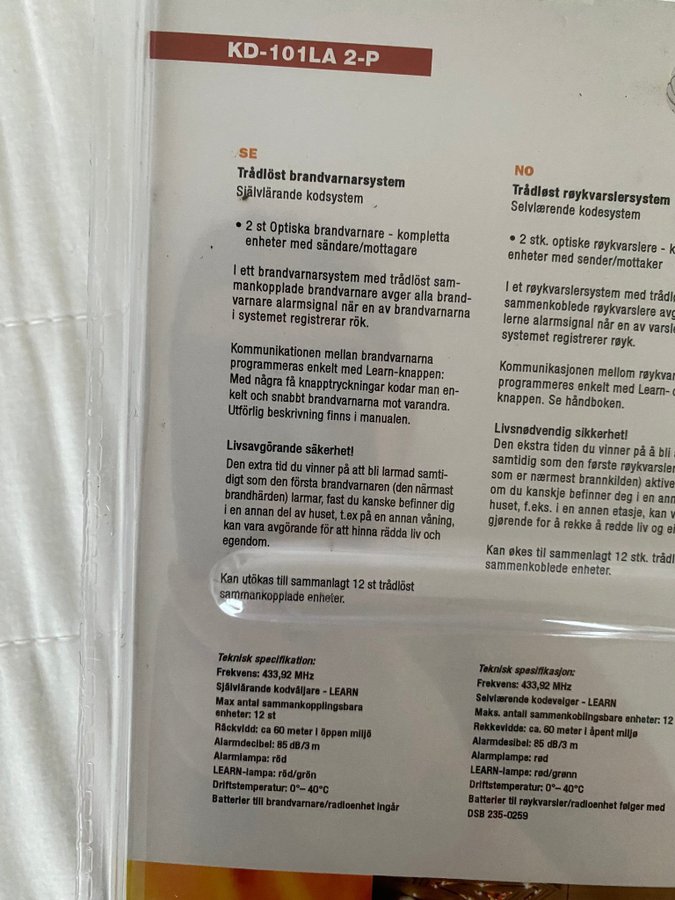 KD-101LA 2-P
SE
Trådlöst brandvarnarsystem
Självlärande kodsystem
• 2 st Optiska brandvarnare - kompletta
enheter med sändare/mottagare
I ett brandvarnarsystem med trådlöst sam-
mankopplade brandvarnare avger alla brand-
varnare alarmsignal när en av brandvarnarna
i systemet registrerar rök.
Kommunikationen mellan brandvarnarna
programmeras enkelt med Learn-knappen:
Med några få knapptryckningar kodar man en-
kelt och snabbt brandvarnarna mot varandra.
Utförlig beskrivning finns i manualen.
Livsavgörande säkerhet!
Den extra tid du vinner på att bli larmad samti-
digt som den första brandvarnaren (den närmast
brandhärden) larmar, fast du kanske befinner dig
i en annan del av huset, t.ex på en annan våning,
kan vara avgörande för att hinna rädda liv och
egendom.
Kan utökas till sammanlagt 12 st trådlöst
sammankopplade enheter.
Teknisk specifikation:
Frekvens: 433,92 MHz
Självlärande kodväljare - LEARN
Max antal sammankopplingsbara
enheter: 12 st
Räckvidd: ca 60 meter i öppen miljö
Alarmdecibel: 85 dB/3 m
Alarmlampa: röd
LEARN-lampa: röd/grön
Driftstemperatur: 0°– 40°C
Batterier till brandvarnare/radioenhet ingår
NO
Trådløst røykvarslersystem
Selvlærende kodesystem
• 2 stk. optiske røykvarslere - k
enheter med sender/mottaker
I et røykvarslersystem med trådl
sammenkoblede røykvarslere avg
lerne alarmsignal når en av varsl
systemet registrerer røyk.
Kommunikasjonen mellom røykvar
programmeres enkelt med Learn-
knappen. Se håndboken.
Livsnødvendig sikkerhet!
Den ekstra tiden du vinner på å bli
samtidig som den første røykvarsler
som er nærmest brannkilden) aktive
om du kanskje befinner deg i en ann
huset, f.eks. i en annen etasje, kan v
gjørende for å rekke å redde liv og ei
Kan økes til sammenlagt 12 stk. trådl
sammenkoblede enheter.
Teknisk spesifikasjon:
Frekvens: 433,92 MHz
Selvlærende kodevelger - LEARN
Maks. antall sammenkoblingsbare enheter: 12
Rekkevidde: ca. 60 meter i åpent miljø
Alarmdesibel: 85 dB/3 m
Alarmplampe: rød
LEARN-lampe: rød/grønn
Driftstemperatur: 0°– 40°C
Batterier til røykvarsler/radioenhet følger med
DSB 235-0259